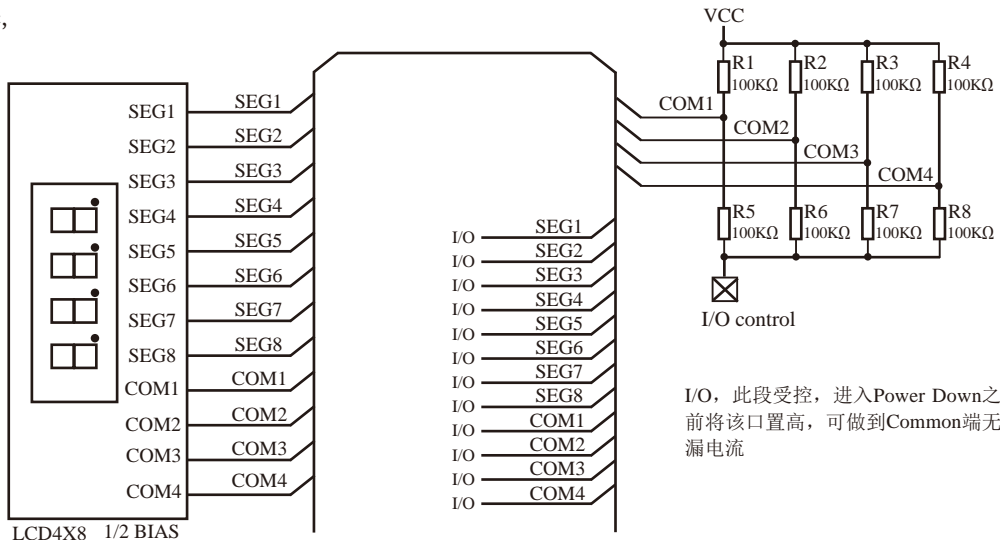 ，
VCC
R1
100KΩ
R2
100KΩ
R3
100KΩ
R4
100KΩ
COM1
COM2
COM3
COM4
R5
100KΩ
R6
100KΩ
R7
100KΩ
R8
100KΩ
I/O control
SEG1
SEG2
SEG3
SEG4
SEG5
SEG6
SEG7
SEG8
COM1
COM2
COM3
COM4
SEG1
SEG2
SEG3
SEG4
SEG5
SEG6
SEG7
SEG8
COM1
COM2
COM3
COM4
I/O SEG1
I/O SEG2
I/O SEG3
I/O SEG4
I/O SEG5
I/O SEG6
I/O SEG7
I/O SEG8
I/O COM1
I/O COM2
I/O COM3
I/O COM4
I/O，此段受控，进入Power Down之
前将该口置高，可做到Common端无
漏电流
LCD4X8 1/2 BIAS